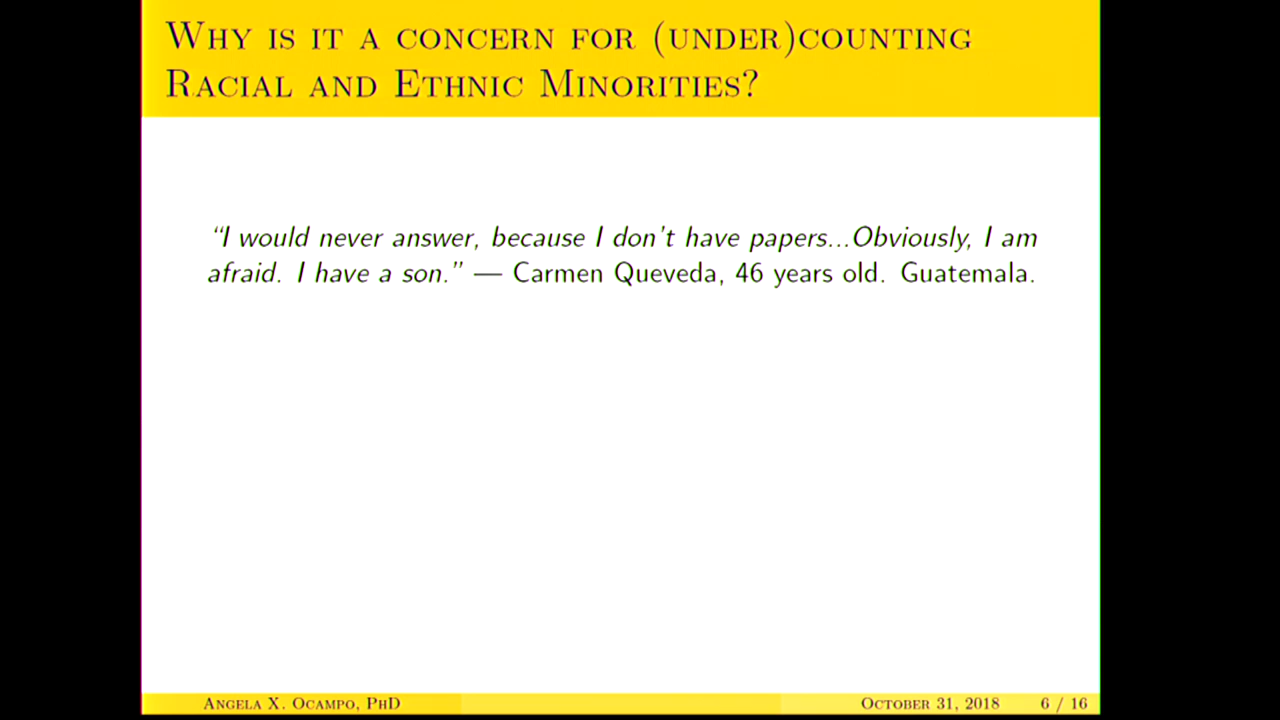 Why is it a concern for (under)counting
Racial and Ethnic Minorities?
“I would never answer, because I don’t have papers...Obviously, I am
afraid. I have a son.” — Carmen Queveda, 46 years old. Guatemala.
Angela X. Ocampo, PhD October 31, 2018 6 / 16